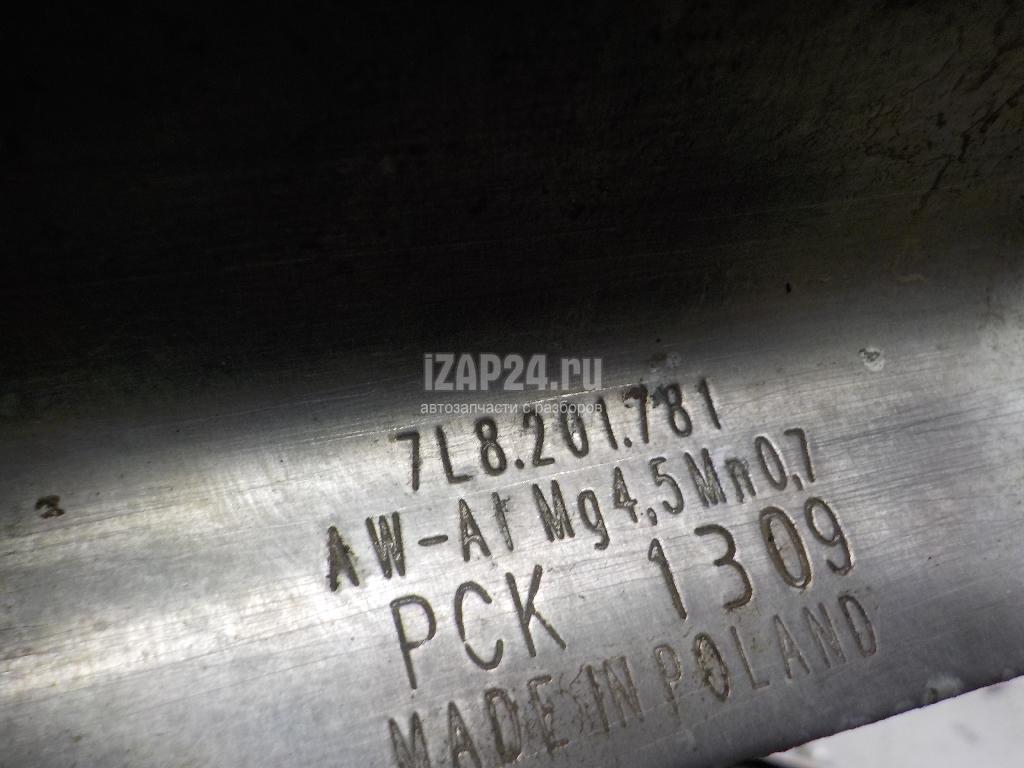 iZAP24.ru
автозапчасти с разборов
7L8.201.781
AW-Al Mg4,5Mn0,7
PCK 1309
MADE IN POLAND